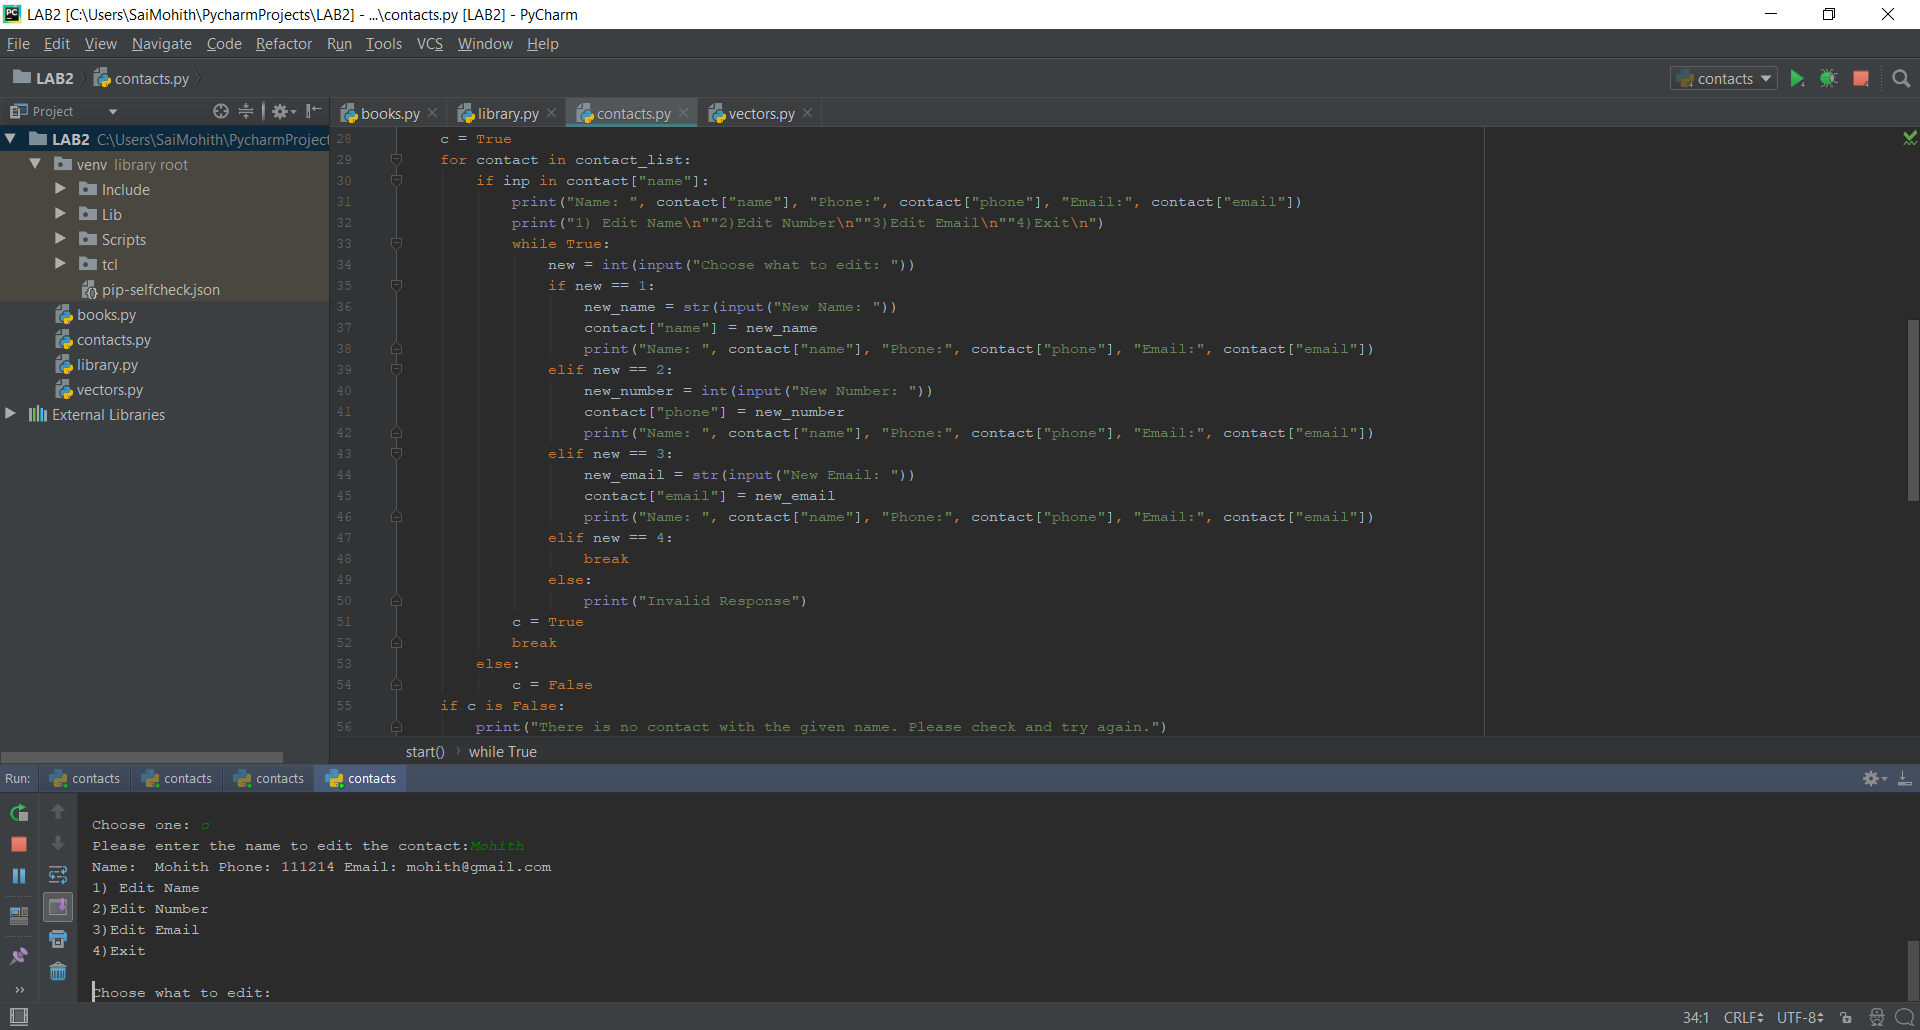 LAB2 [C:\Users\SaiMohith\PycharmProjects\LAB2] - ...\contacts.py [LAB2] - PyCharm
File Edit View Navigate Code Refactor Run Tools VCS Window Help
LAB2 contacts.py contacts
Project
books.py library.py contacts.py vectors.py
LAB2 C:\Users\SaiMohith\PycharmProject
venv library root
Include
Lib
Scripts
tcl
pip-selfcheck.json
books.py
contacts.py
library.py
vectors.py
External Libraries
28 c = True
29 for contact in contact_list:
30 if inp in contact["name"]:
31 print("Name: ", contact["name"], "Phone:", contact["phone"], "Email:", contact["email"])
32 print("1) Edit Name\n""2)Edit Number\n""3)Edit Email\n""4)Exit\n")
33 while True:
34 new = int(input("Choose what to edit: "))
35 if new == 1:
36 new_name = str(input("New Name: "))
37 contact["name"] = new_name
38 print("Name: ", contact["name"], "Phone:", contact["phone"], "Email:", contact["email"])
39 elif new == 2:
40 new_number = int(input("New Number: "))
41 contact["phone"] = new_number
42 print("Name: ", contact["name"], "Phone:", contact["phone"], "Email:", contact["email"])
43 elif new == 3:
44 new_email = str(input("New Email: "))
45 contact["email"] = new_email
46 print("Name: ", contact["name"], "Phone:", contact["phone"], "Email:", contact["email"])
47 elif new == 4:
48 break
49 else:
50 print("Invalid Response")
51 c = True
52 break
53 else:
54 c = False
55 if c is False:
56 print("There is no contact with the given name. Please check and try again.")
start() › while True
Run: contacts contacts contacts contacts
Choose one: c
Please enter the name to edit the contact:Mohith
Name:  Mohith Phone: 111214 Email: mohith@gmail.com
1) Edit Name
2)Edit Number
3)Edit Email
4)Exit
Choose what to edit:
34:1 CRLF UTF-8